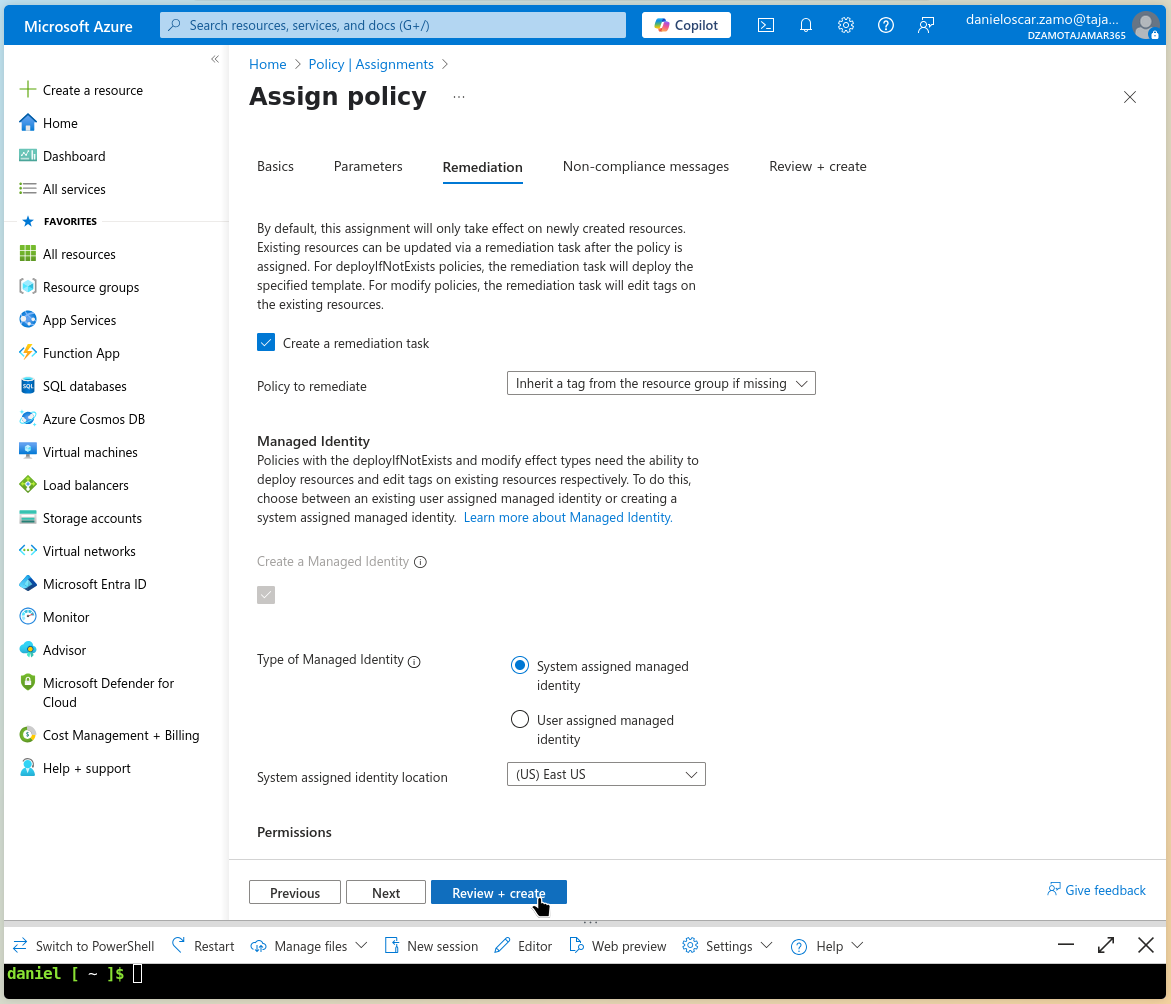 Microsoft Azure
Search resources, services, and docs (G+/)
Copilot
danieloscar.zamo@taja...
DZAMOTAJAMAR365
«
Create a resource
Home
Dashboard
All services
FAVORITES
All resources
Resource groups
App Services
Function App
SQL databases
Azure Cosmos DB
Virtual machines
Load balancers
Storage accounts
Virtual networks
Microsoft Entra ID
Monitor
Advisor
Microsoft Defender for
Cloud
Cost Management + Billing
Help + support
Home > Policy | Assignments >
Assign policy ...
Basics Parameters Remediation Non-compliance messages Review + create
By default, this assignment will only take effect on newly created resources.
Existing resources can be updated via a remediation task after the policy is
assigned. For deployIfNotExists policies, the remediation task will deploy the
specified template. For modify policies, the remediation task will edit tags on
the existing resources.
Create a remediation task
Policy to remediate
Inherit a tag from the resource group if missing
Managed Identity
Policies with the deployIfNotExists and modify effect types need the ability to
deploy resources and edit tags on existing resources respectively. To do this,
choose between an existing user assigned managed identity or creating a
system assigned managed identity. Learn more about Managed Identity.
Create a Managed Identity
Type of Managed Identity
System assigned managed
identity
User assigned managed
identity
System assigned identity location
(US) East US
Permissions
Previous Next Review + create
Give feedback
Switch to PowerShell Restart Manage files New session Editor Web preview Settings Help
daniel [ ~ ]$